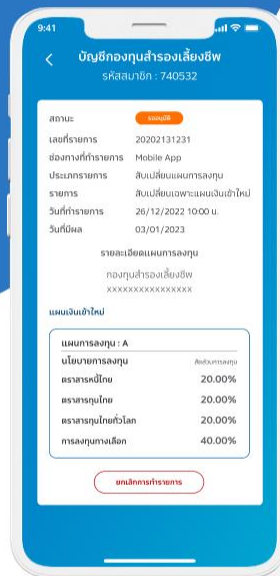 9:41
บัญชีกองทุนสำรองเลี้ยงชีพ
รหัสสมาชิก : 740532
สถานะ รออนุมัติ
เลขที่รายการ 20202131231
ช่องทางที่ทำรายการ Mobile App
ประเภทรายการ สับเปลี่ยนแผนการลงทุน
รายการ สับเปลี่ยนเฉพาะแผนเงินเข้าใหม่
วันที่ทำรายการ 26/12/2022 10:00 น.
วันที่มีผล 03/01/2023
รายละเอียดแผนการลงทุน
กองทุนสำรองเลี้ยงชีพ
xxxxxxxxxxxxxxxx
แผนเงินเข้าใหม่
แผนการลงทุน : A
นโยบายการลงทุน สัดส่วนการลงทุน
ตราสารหนี้ไทย 20.00%
ตราสารทุนไทย 20.00%
ตราสารทุนไทยทั่วโลก 20.00%
การลงทุนทางเลือก 40.00%
ยกเลิกการทำรายการ